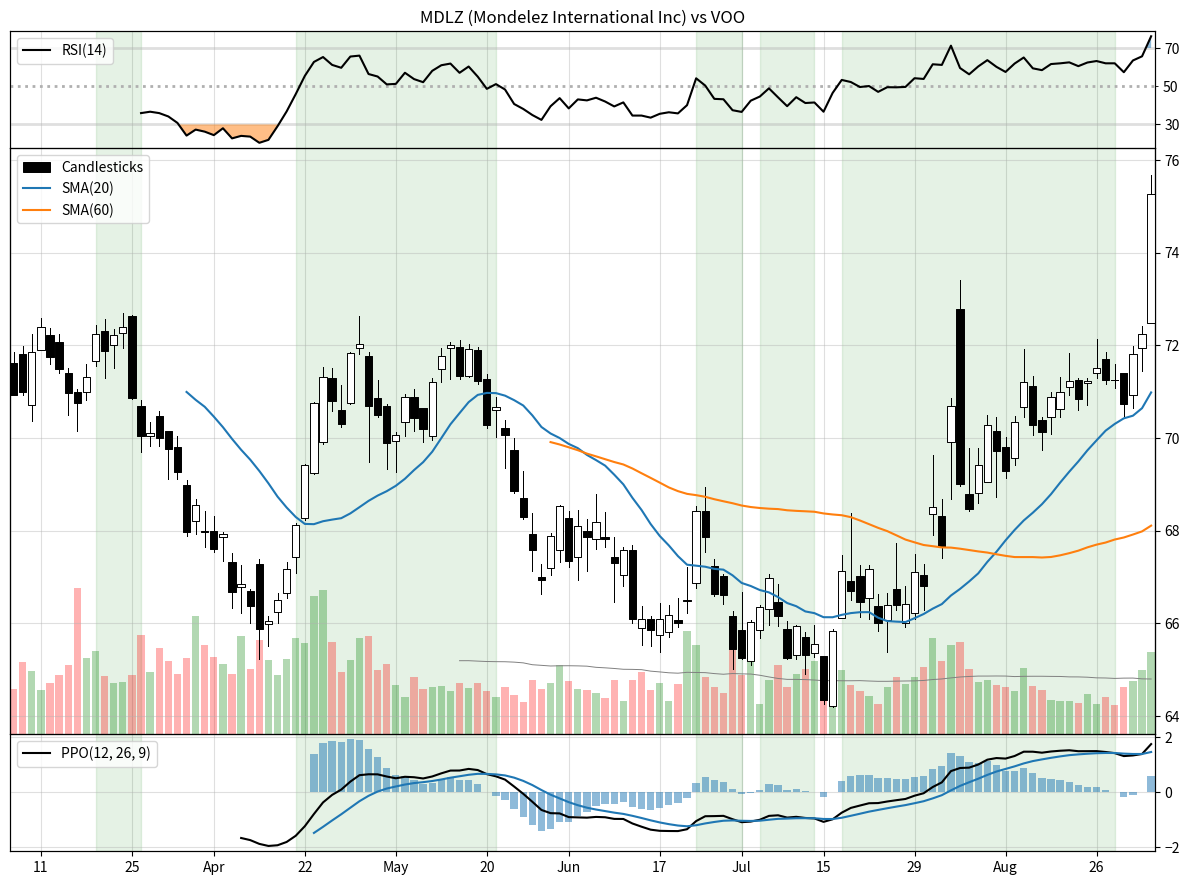 MDLZ (Mondelez International Inc) vs VOO
RSI(14)
70
50
30
Candlesticks
SMA(20)
SMA(60)
76
74
72
70
68
66
64
PPO(12, 26, 9)
2
0
−2
11 25 Apr 22 May 20 Jun 17 Jul 15 29 Aug 26